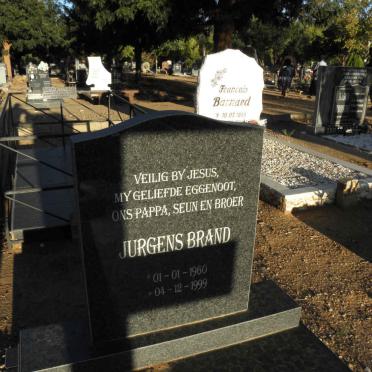 VEILIG BY JESUS,
MY GELIEFDE EGGENOOT,
ONS PAPPA, SEUN EN BROER
JURGENS BRAND
*01 - 01 - 1960
+04 - 12 - 1999
Francois
Barnard